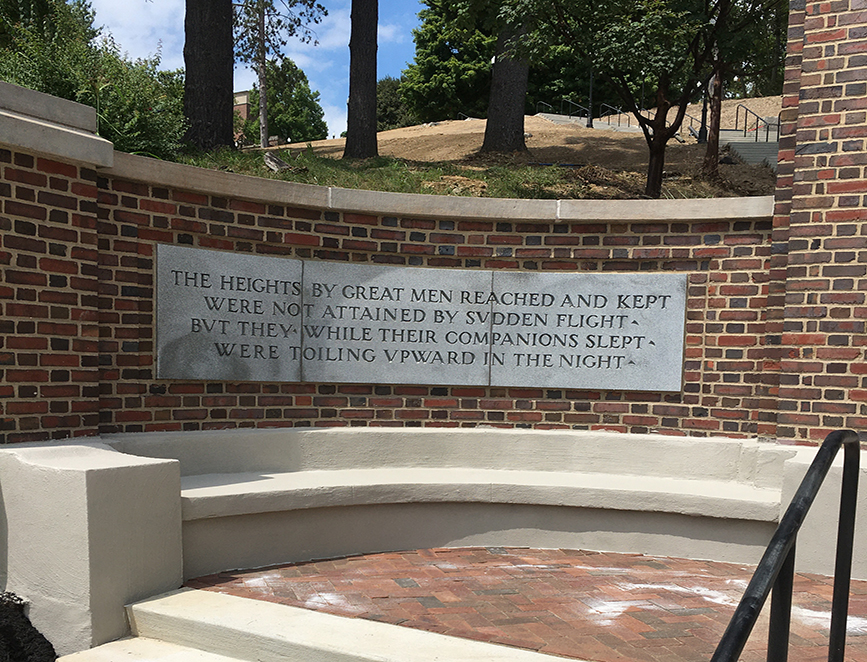 THE HEIGHTS BY GREAT MEN REACHED AND KEPT
WERE NOT ATTAINED BY SVDDEN FLIGHT
BVT THEY WHILE THEIR COMPANIONS SLEPT
WERE TOILING VPWARD IN THE NIGHT